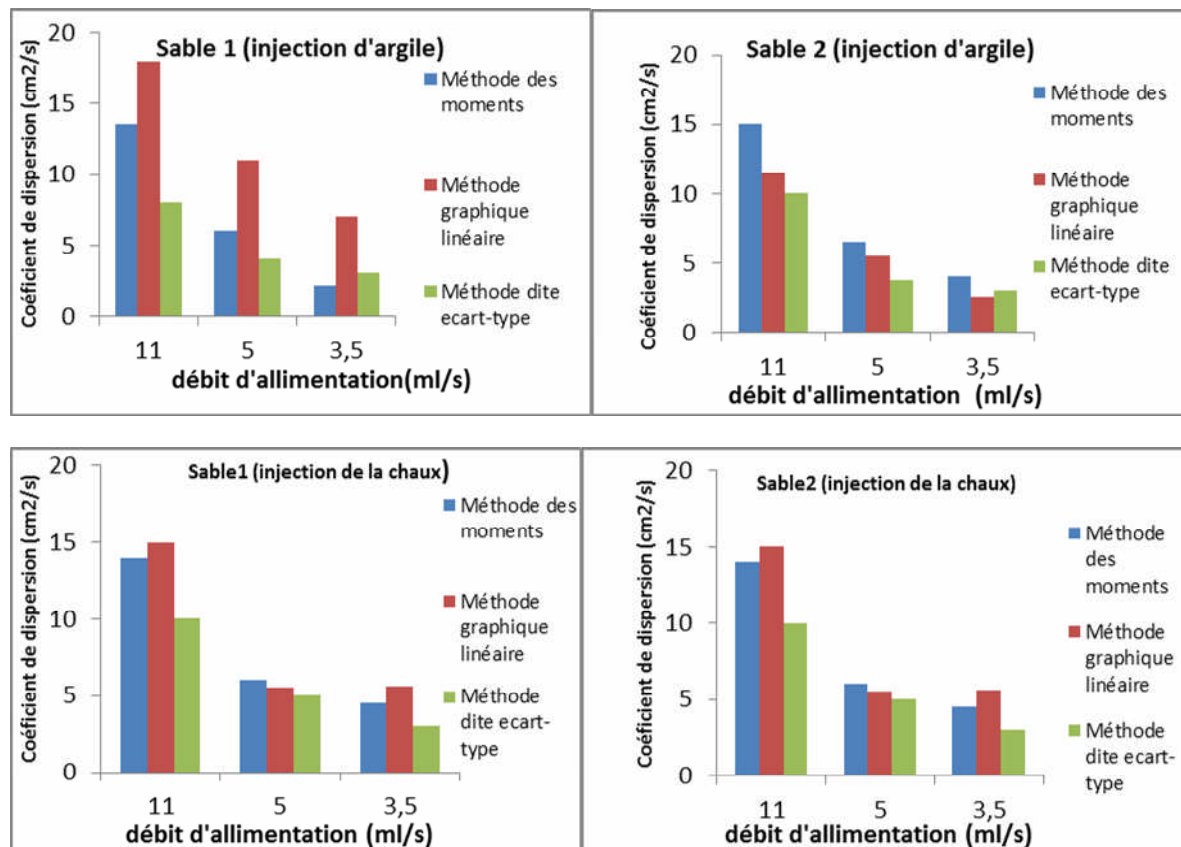 Sable 1 (injection d'argile)
Coéficient de dispersion (cm2/s)
20
15
10
5
0
11
5
3,5
débit d'allimentation(ml/s)
Méthode des
moments
Méthode
graphique
linéaire
Méthode dite
ecart-type
Sable 2 (injection d'argile)
Coéficient de dispersion (cm2/s)
20
15
10
5
0
11
5
3,5
débit d'allimentation (ml/s)
Méthode des
moments
Méthode
graphique
linéaire
Méthode dite
ecart-type
Sable1 (injection de la chaux)
Coéficient de dispersion (cm2/s)
20
15
10
5
0
11
5
3,5
débit d'allimentation (ml/s)
Méthode des
moments
Méthode
graphique
linéaire
Méthode
dite ecart-
type
Sable2 (injection de la chaux)
Coéficient de dispersion (cm2/s)
20
15
10
5
0
11
5
3,5
débit d'allimentation (ml/s)
Méthode
des
moments
Méthode
graphique
linéaire
Méthode
dite ecart-
type